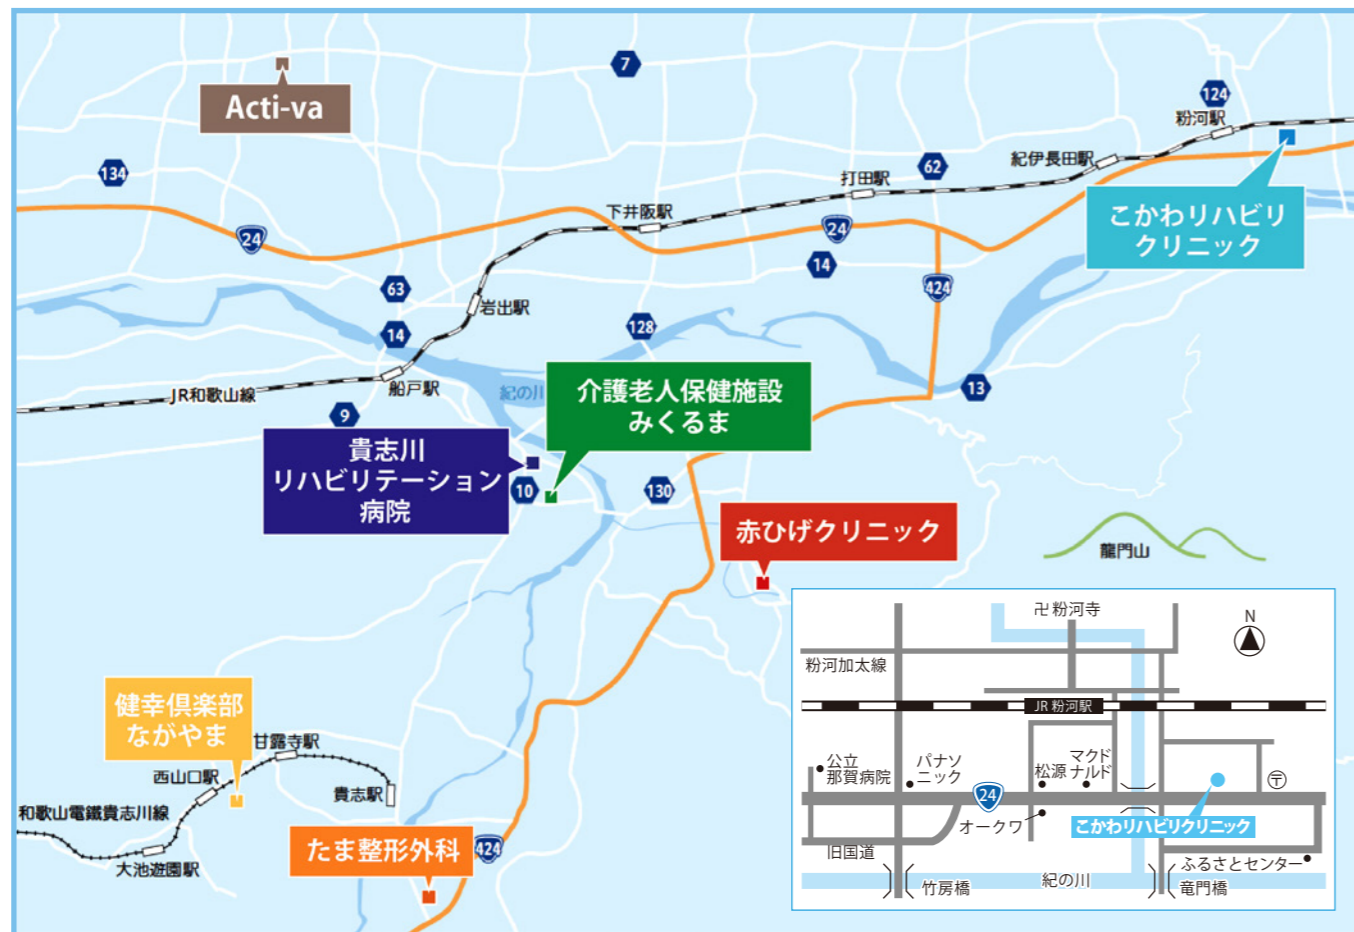 7
Acti-va
124
粉河駅
134
62
紀伊長田駅
打田駅
こかわリハビリ
クリニック
下井阪駅
24
24
14
424
63
岩出駅
128
14
JR和歌山線
船戸駅
紀の川
13
9
介護老人保健施設
みくるま
貴志川
リハビリテーション
病院
10
130
赤ひげクリニック
龍門山
健幸倶楽部
ながやま
甘露寺駅
西山口駅
貴志駅
和歌山電鐵貴志川線
大池遊園駅
たま整形外科
424
卍粉河寺
N
粉河加太線
JR 粉河駅
公立
那賀病院
パナソ
ニック
松源
マクド
ナルド
24
〒
オークワ
こかわリハビリクリニック
旧国道
ふるさとセンター
竹房橋
紀の川
竜門橋